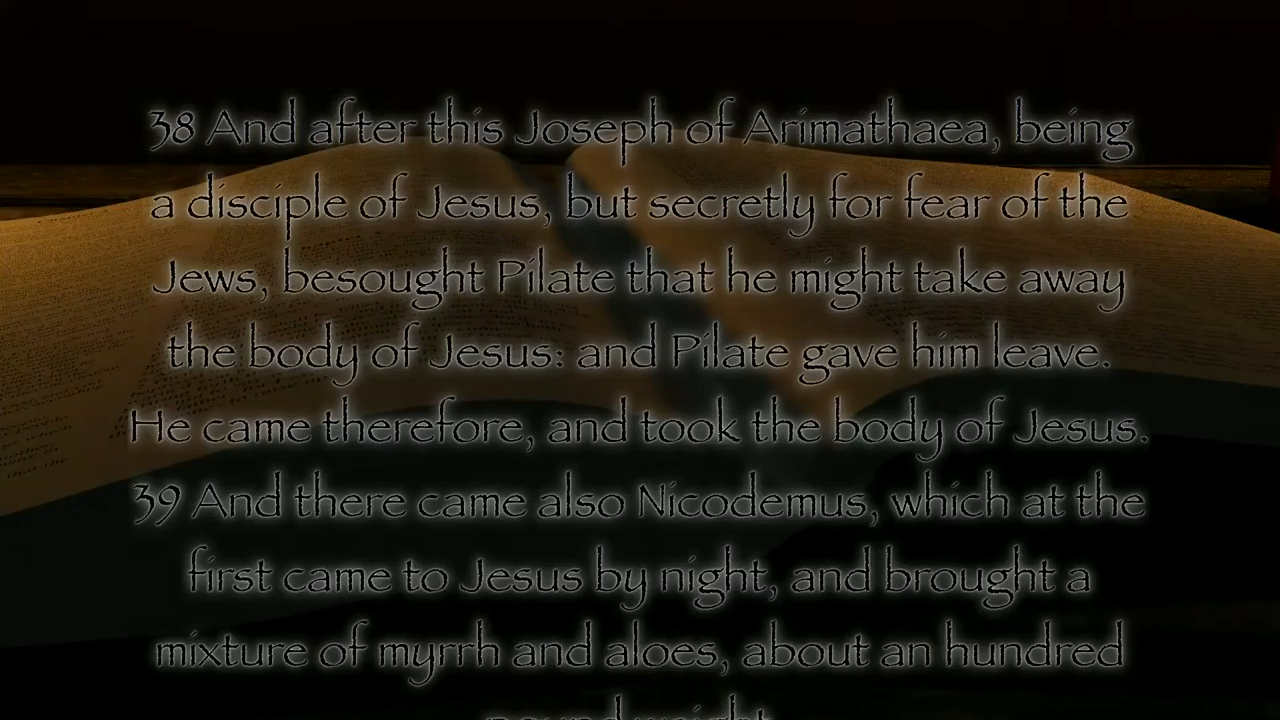 38 And after this Joseph of Arimathaea, being
a disciple of Jesus, but secretly for fear of the
Jews, besought Pilate that he might take away
the body of Jesus: and Pilate gave him leave.
He came therefore, and took the body of Jesus.
39 And there came also Nicodemus, which at the
first came to Jesus by night, and brought a
mixture of myrrh and aloes, about an hundred